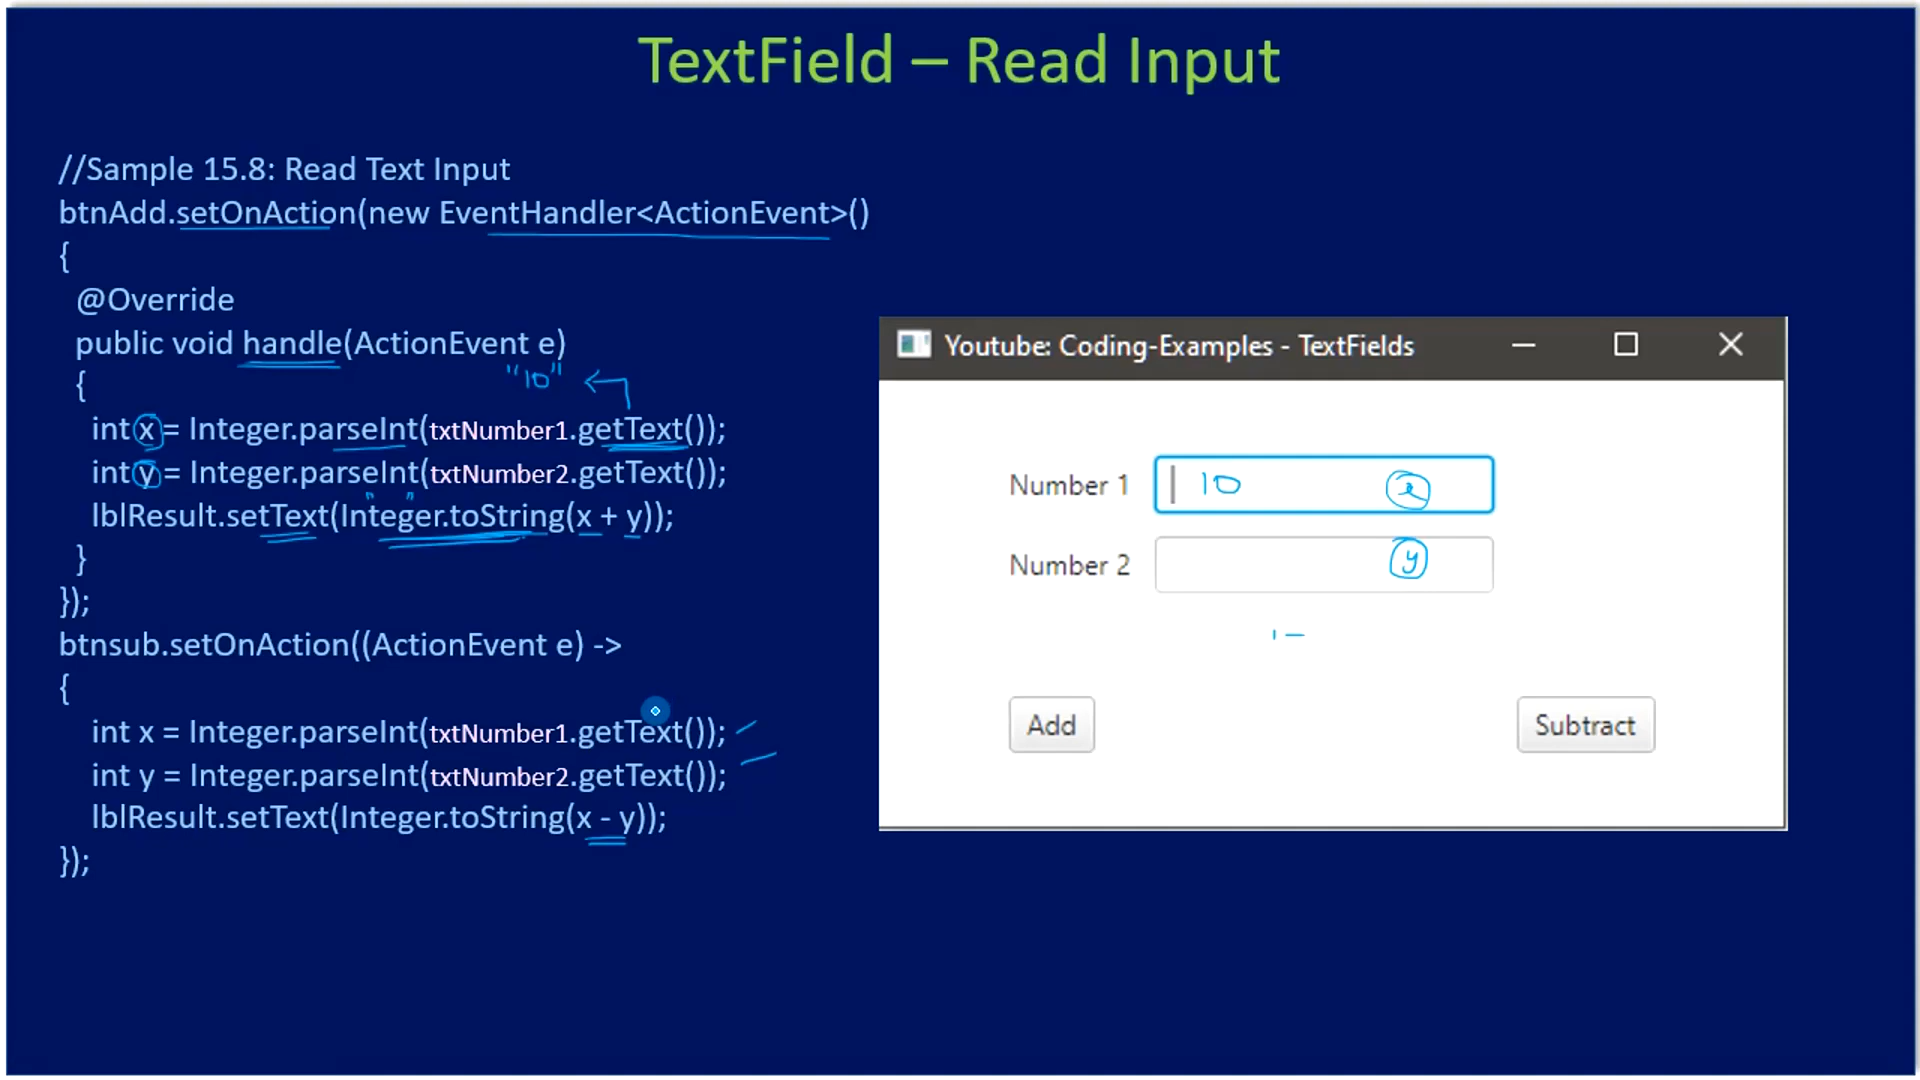 TextField – Read Input
//Sample 15.8: Read Text Input
btnAdd.setOnAction(new EventHandler<ActionEvent>()
{
@Override
public void handle(ActionEvent e)
{
"10"
int x = Integer.parseInt(txtNumber1.getText());
int y = Integer.parseInt(txtNumber2.getText());
" "
lblResult.setText(Integer.toString(x + y));
}
});
btnsub.setOnAction((ActionEvent e) ->
{
int x = Integer.parseInt(txtNumber1.getText());
int y = Integer.parseInt(txtNumber2.getText());
lblResult.setText(Integer.toString(x - y));
});
Youtube: Coding-Examples - TextFields
Number 1 10 x
Number 2 y
Add Subtract